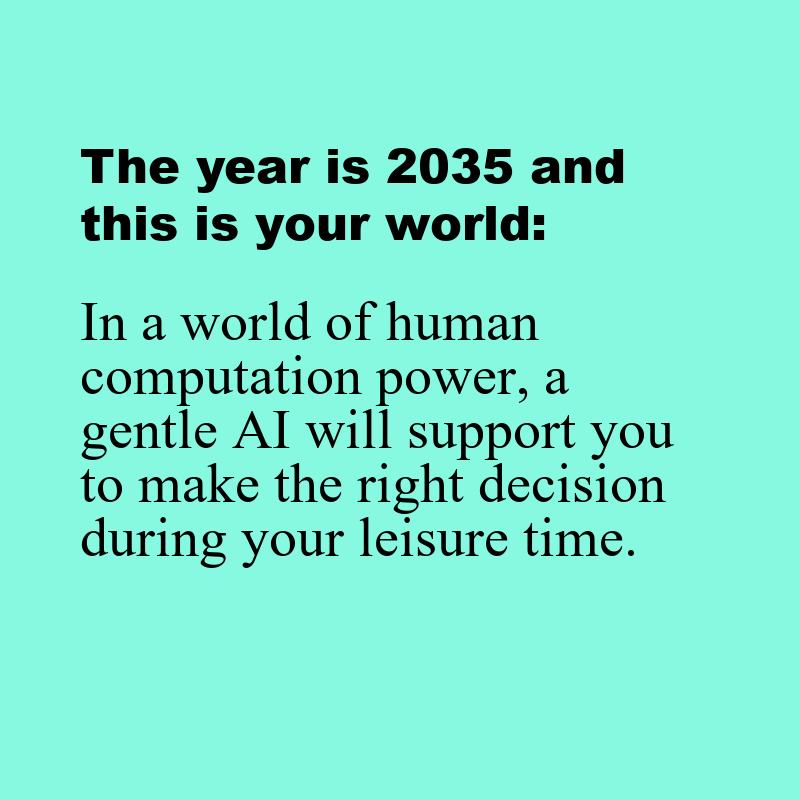 The year is 2035 and
this is your world:
In a world of human
computation power, a
gentle AI will support you
to make the right decision
during your leisure time.